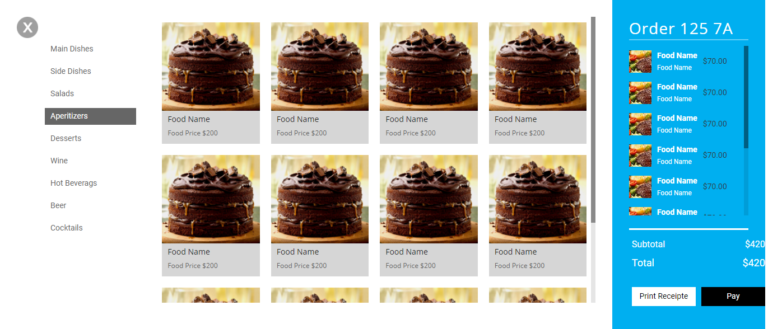 X
Main Dishes
Side Dishes
Salads
Aperitizers
Desserts
Wine
Hot Beverags
Beer
Cocktails
Food Name
Food Price $200
Food Name
Food Price $200
Food Name
Food Price $200
Food Name
Food Price $200
Food Name
Food Price $200
Food Name
Food Price $200
Food Name
Food Price $200
Food Name
Food Price $200
Order 125 7A
Food Name
Food Name
$70.00
Food Name
Food Name
$70.00
Food Name
Food Name
$70.00
Food Name
Food Name
$70.00
Food Name
Food Name
$70.00
Food Name
Subtotal $420
Total $420
Print Receipte
Pay